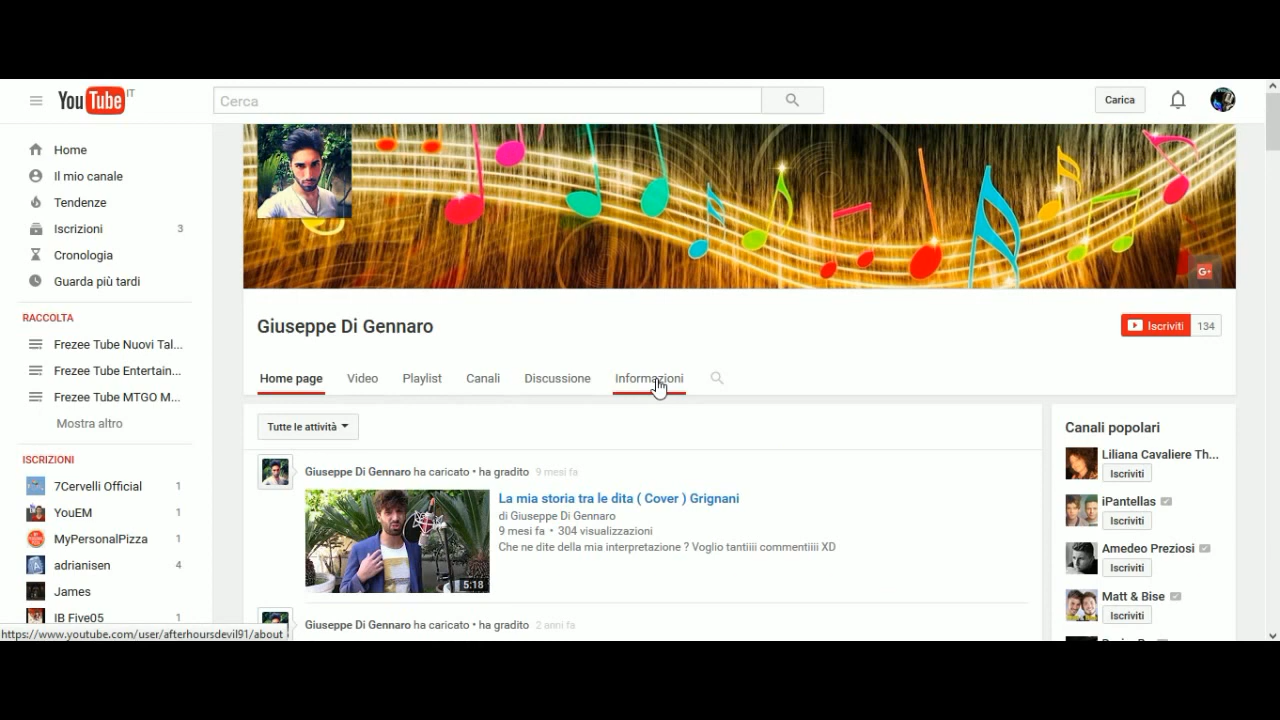 YouTube IT
Cerca
Carica
Home
Il mio canale
Tendenze
Iscrizioni 3
Cronologia
Guarda più tardi
RACCOLTA
Frezee Tube Nuovi Tal...
Frezee Tube Entertain...
Frezee Tube MTGO M...
Mostra altro
ISCRIZIONI
7Cervelli Official 1
YouEM 1
MyPersonalPizza 1
adrianisen 4
James
IB Five05 1
https://www.youtube.com/user/afterhoursdevil91/about
G+
Giuseppe Di Gennaro
Iscriviti 134
Home page Video Playlist Canali Discussione Informazioni
Tutte le attività
Giuseppe Di Gennaro ha caricato • ha gradito 9 mesi fa
La mia storia tra le dita ( Cover ) Grignani
di Giuseppe Di Gennaro
9 mesi fa • 304 visualizzazioni
Che ne dite della mia interpretazione ? Voglio tantiiii commentiiii XD
5:18
Giuseppe Di Gennaro ha caricato • ha gradito 2 anni fa
Canali popolari
Liliana Cavaliere Th...
Iscriviti
iPantellas
Iscriviti
Amedeo Preziosi
Iscriviti
Matt & Bise
Iscriviti